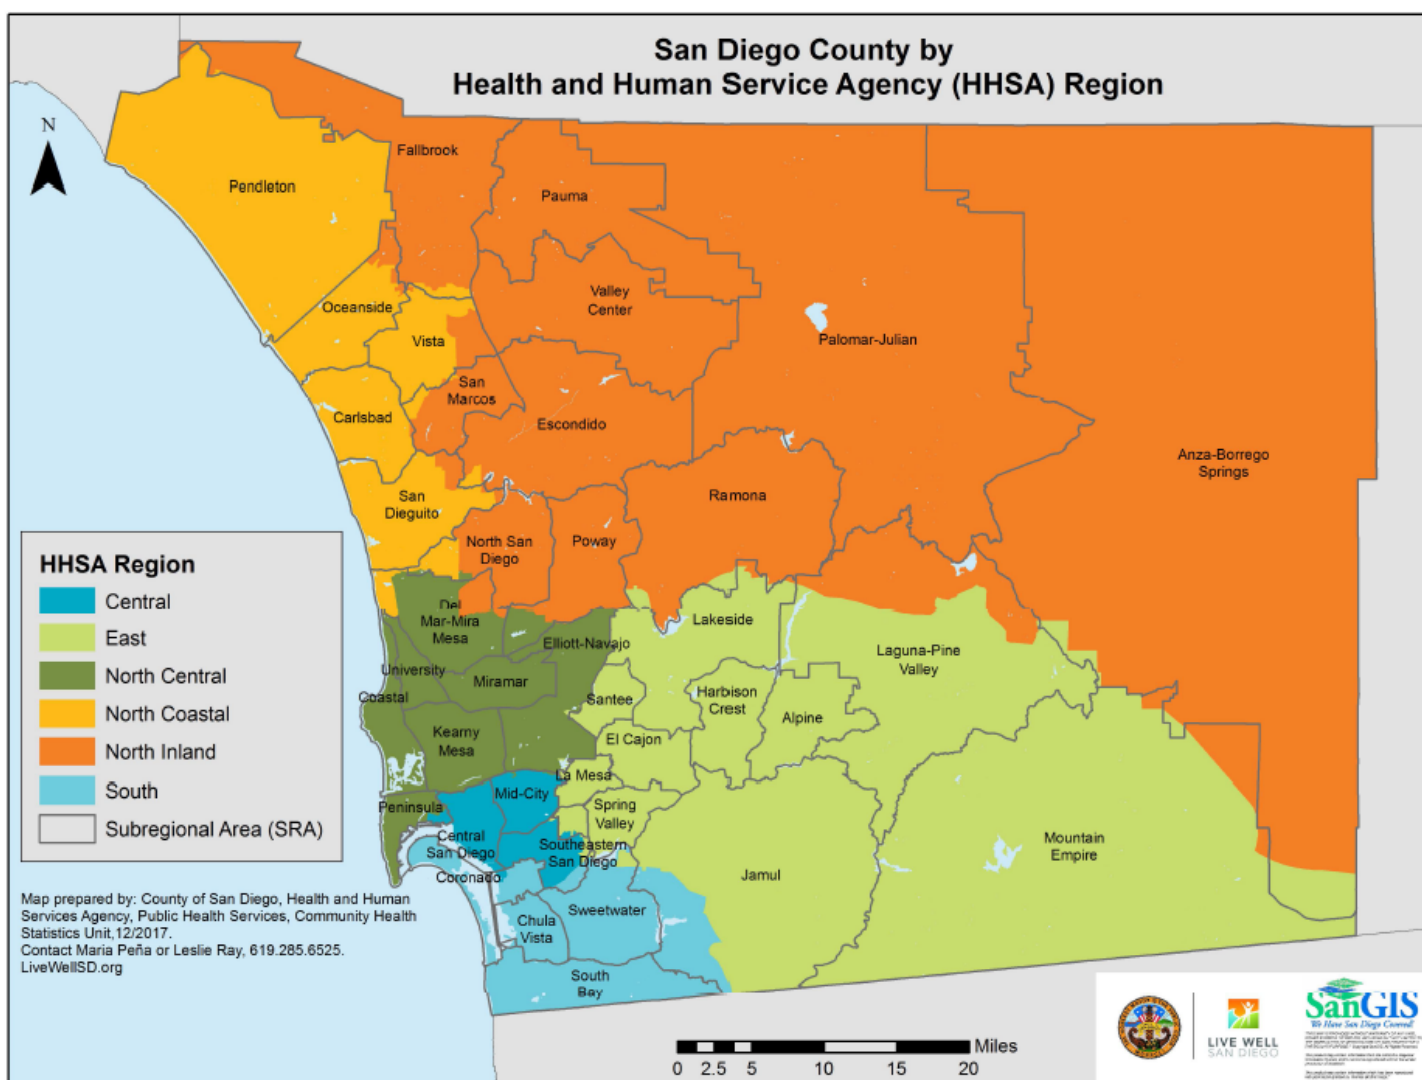 San Diego County by
Health and Human Service Agency (HHSA) Region
N
Fallbrook
Pendleton
Pauma
Valley
Center
Oceanside
Vista
Palomar-Julian
San
Marcos
Carlsbad
Escondido
Anza-Borrego
Springs
San
Dieguito
Ramona
North San
Diego
Poway
Del
Mar-Mira
Mesa
Lakeside
Elliott-Navajo
Laguna-Pine
Valley
University
Miramar
Coastal
Santee
Harbison
Crest
Alpine
Kearny
Mesa
El Cajon
La Mesa
Mid-City
Peninsula
Spring
Valley
Central
San Diego
Southeastern
San Diego
Mountain
Empire
Coronado
Jamul
Sweetwater
Chula
Vista
South
Bay
HHSA Region
Central
East
North Central
North Coastal
North Inland
South
Subregional Area (SRA)
Map prepared by: County of San Diego, Health and Human
Services Agency, Public Health Services, Community Health
Statistics Unit,12/2017.
Contact Maria Peña or Leslie Ray, 619.285.6525.
LiveWellSD.org
Miles
0 2.5 5 10 15 20
LIVE WELL
SAN DIEGO
SanGIS
We Have San Diego Covered!